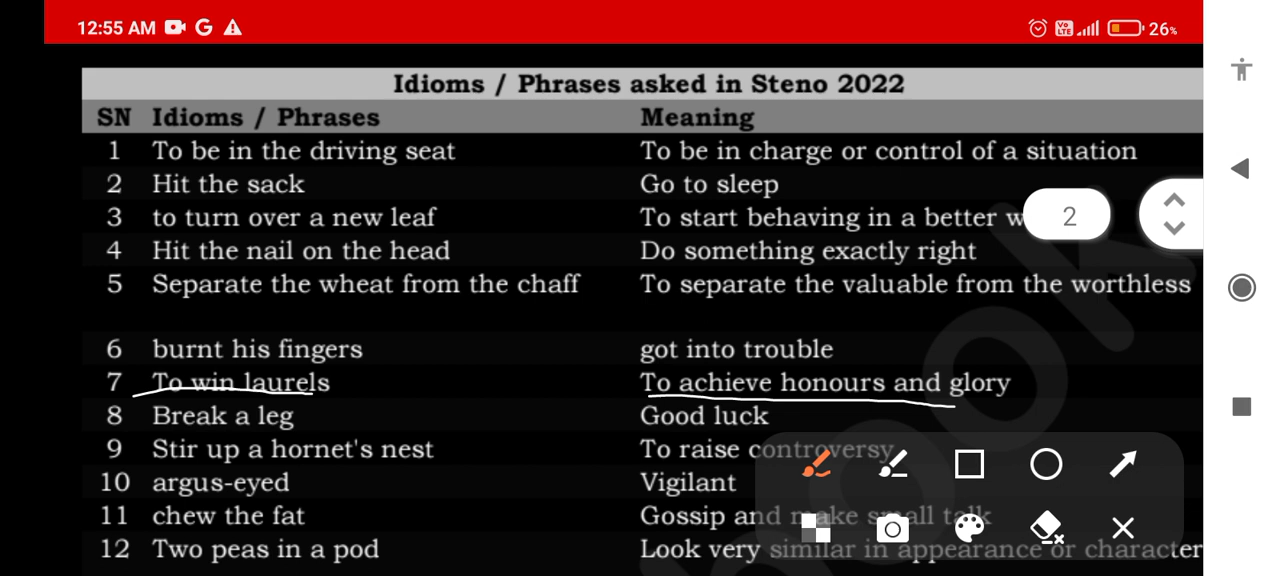 12:55 AM G Vo LTE 26%
Idioms / Phrases asked in Steno 2022
SN Idioms / Phrases Meaning
1 To be in the driving seat To be in charge or control of a situation
2 Hit the sack Go to sleep
3 to turn over a new leaf To start behaving in a better w 2
4 Hit the nail on the head Do something exactly right
5 Separate the wheat from the chaff To separate the valuable from the worthless
6 burnt his fingers got into trouble
7 To win laurels To achieve honours and glory
8 Break a leg Good luck
9 Stir up a hornet's nest To raise controversy
10 argus-eyed Vigilant
11 chew the fat Gossip and make small talk
12 Two peas in a pod Look very similar in appearance or character